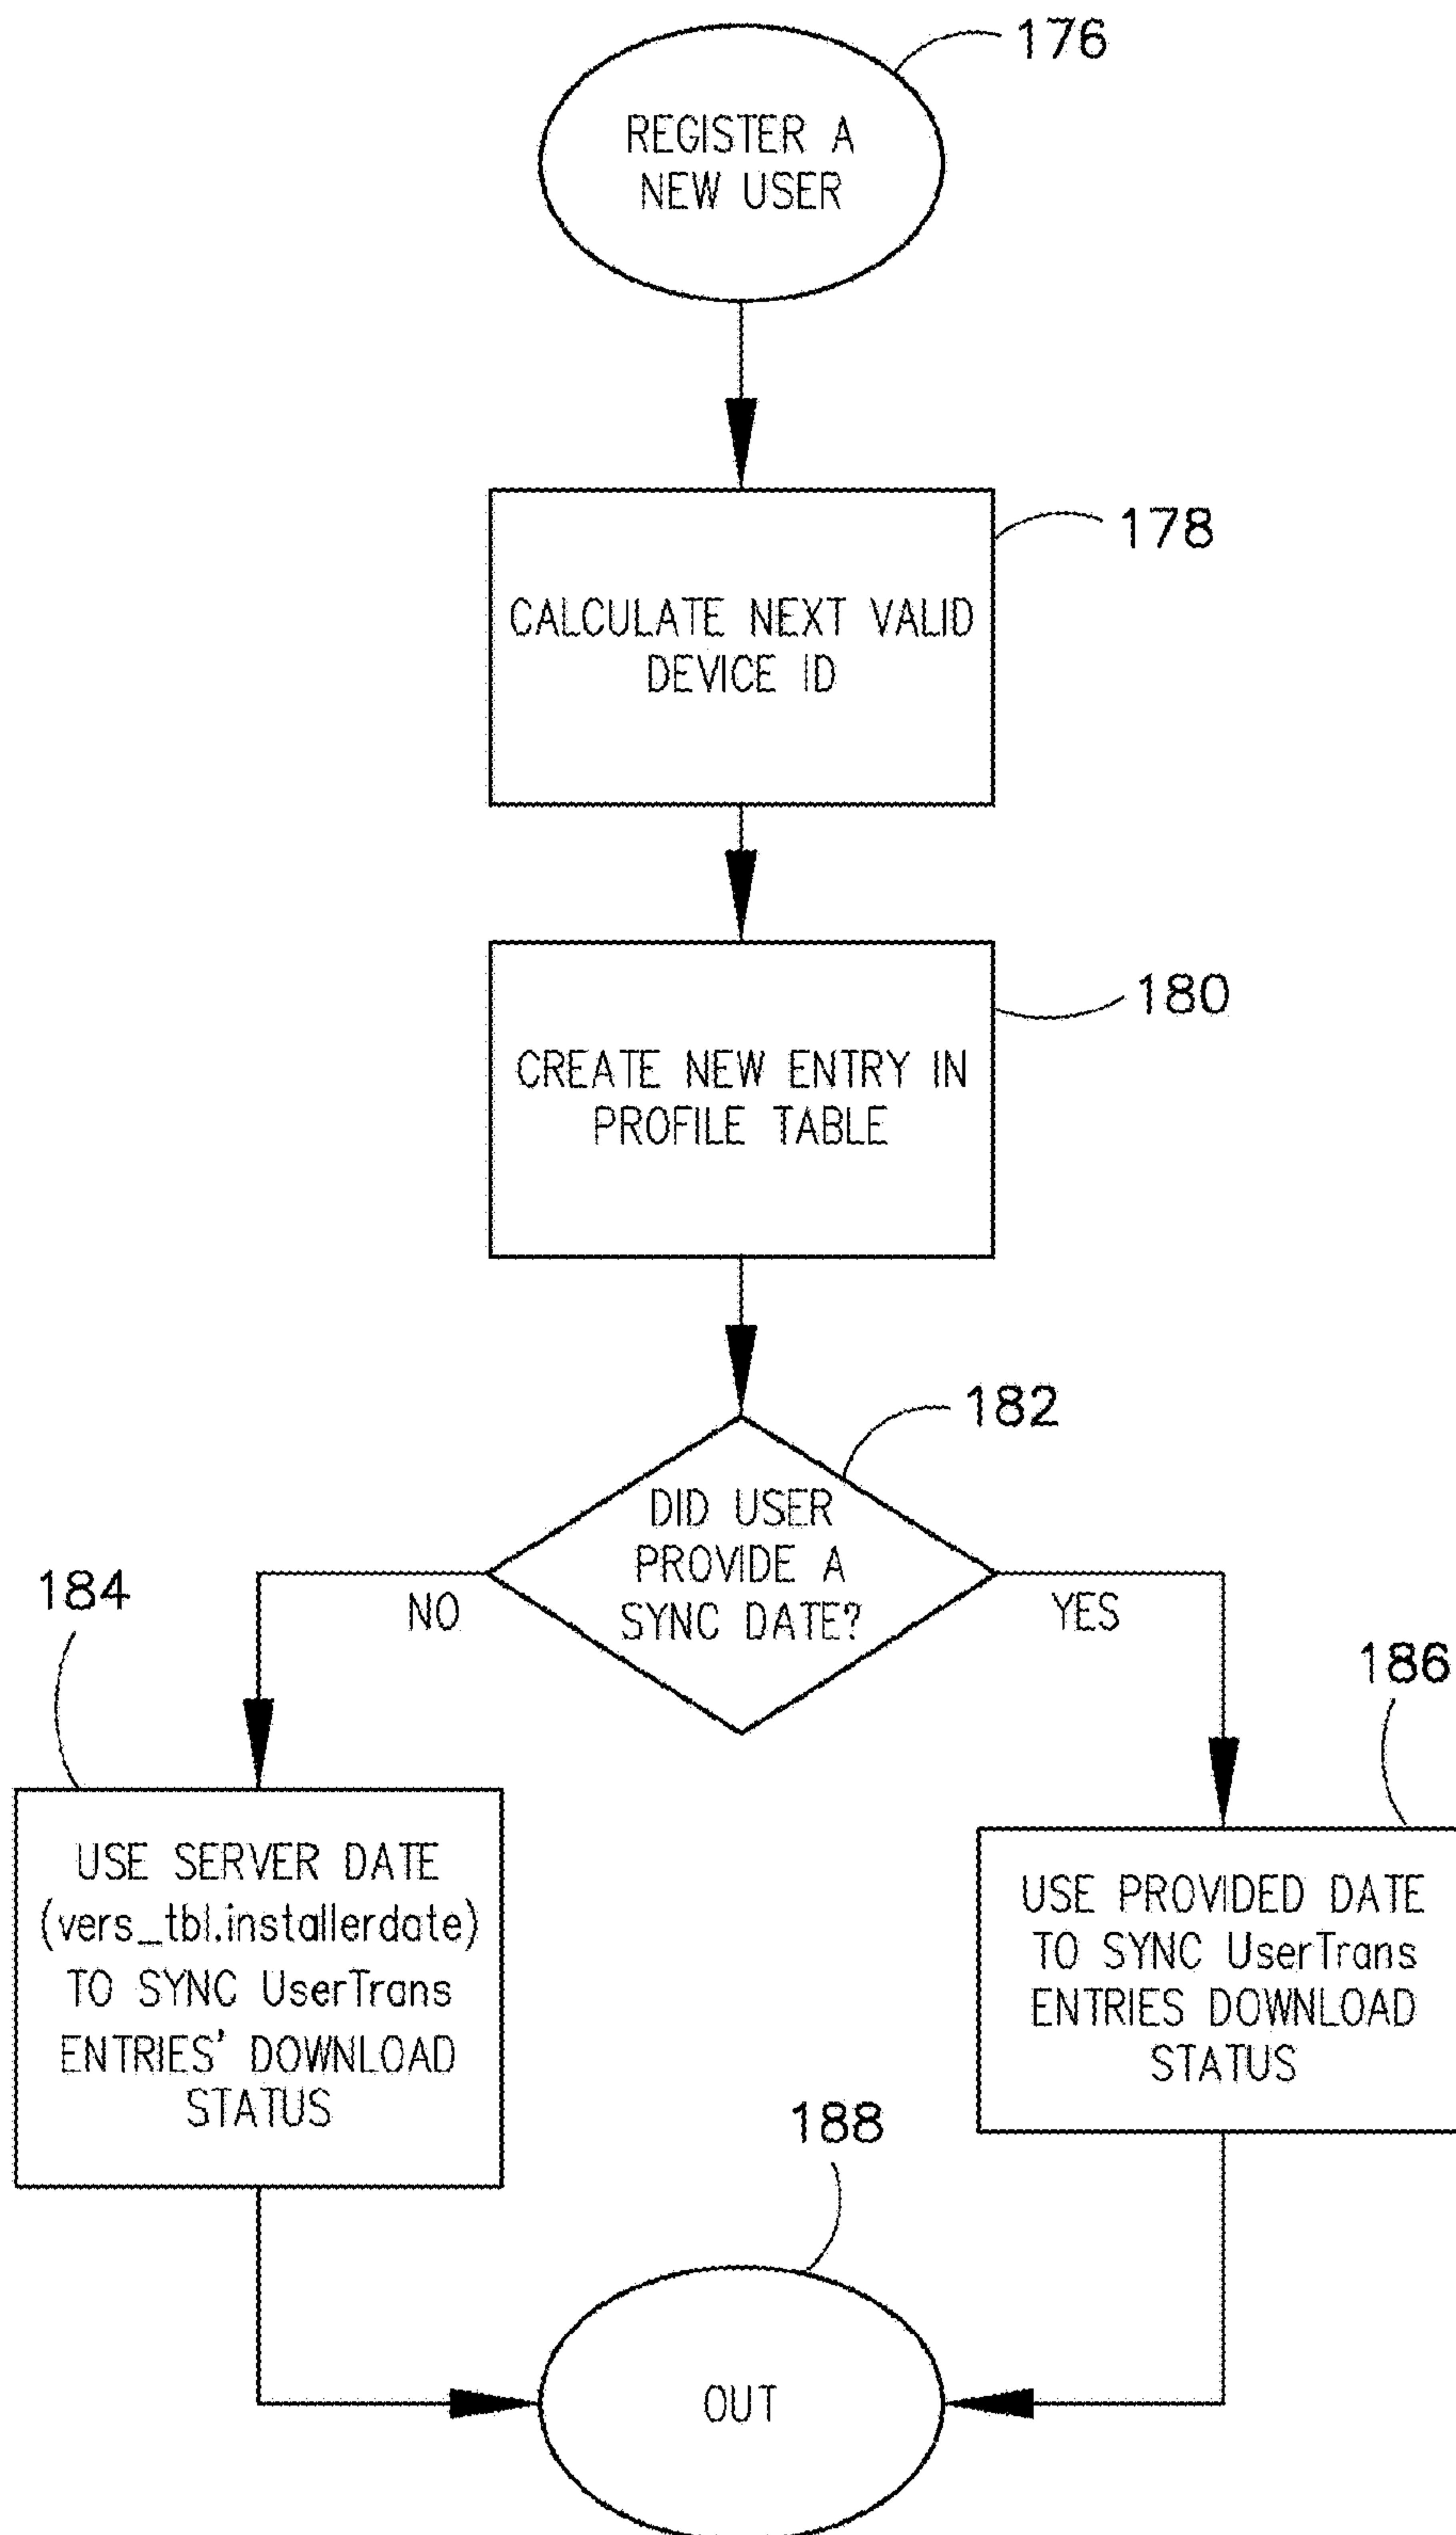 176
REGISTER A
NEW USER
178
CALCULATE NEXT VALID
DEVICE ID
180
CREATE NEW ENTRY IN
PROFILE TABLE
182
DID USER
PROVIDE A
SYNC DATE?
NO
YES
184
USE SERVER DATE
(vers_tbl.installerdate)
TO SYNC UserTrans
ENTRIES' DOWNLOAD
STATUS
186
USE PROVIDED DATE
TO SYNC UserTrans
ENTRIES DOWNLOAD
STATUS
188
OUT